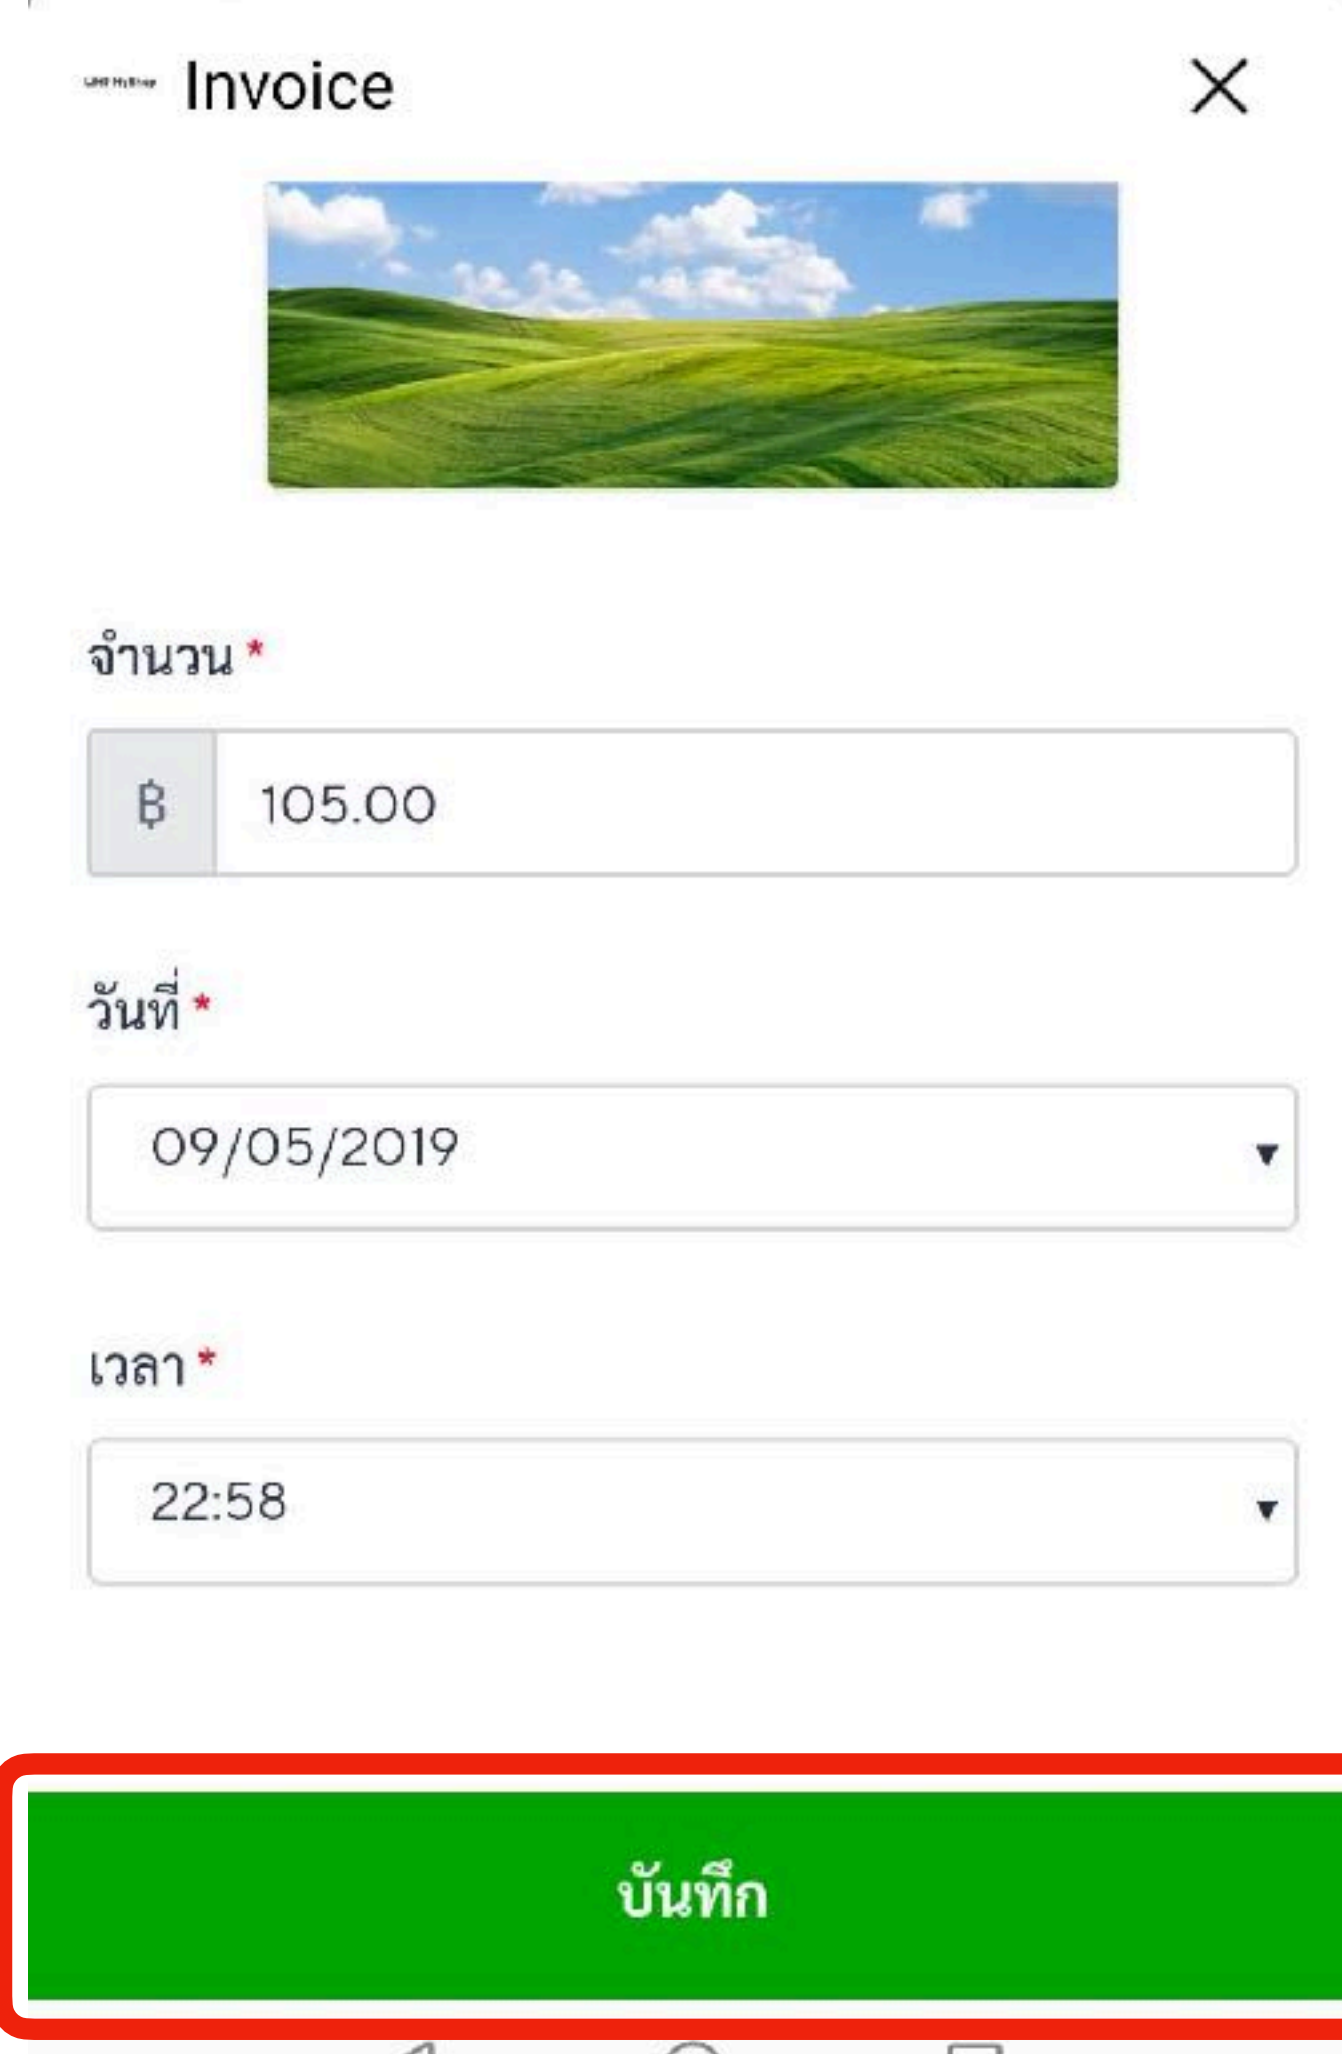 Invoice
จำนวน *
฿ 105.00
วันที่ *
09/05/2019
เวลา *
22:58
บันทึก